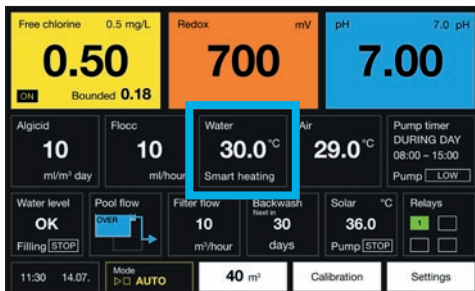 Free chlorine 0.5 mg/L
0.50
ON Bounded 0.18
Redox mV
700
pH 7.0 pH
7.00
Algicid
10
ml/m³ day
Flocc
10
ml/hour
Water
30.0°C
Smart heating
Air
29.0°C
Pump timer
DURING DAY
08:00 – 15:00
Pump LOW
Water level
OK
Filling STOP
Pool flow
OVER
Filter flow
10
m³/hour
Backwash
Next in
30
days
Solar °C
36.0
Pump STOP
Relays
1
11:30 14.07.
Mode
AUTO
40 m³
Calibration
Settings